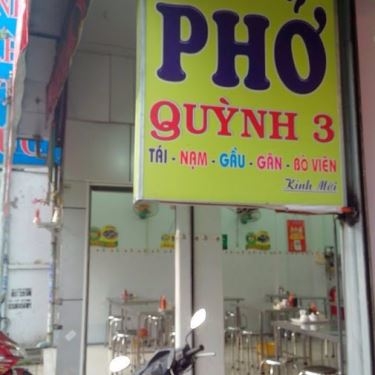 PHỞ
QUỲNH 3
TÁI - NẠM - GẦU - GÂN - BÒ VIÊN
Kính Mời